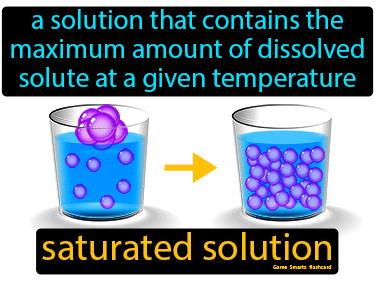 a solution that contains the
maximum amount of dissolved
solute at a given temperature
saturated solution
Game Smartz flashcard